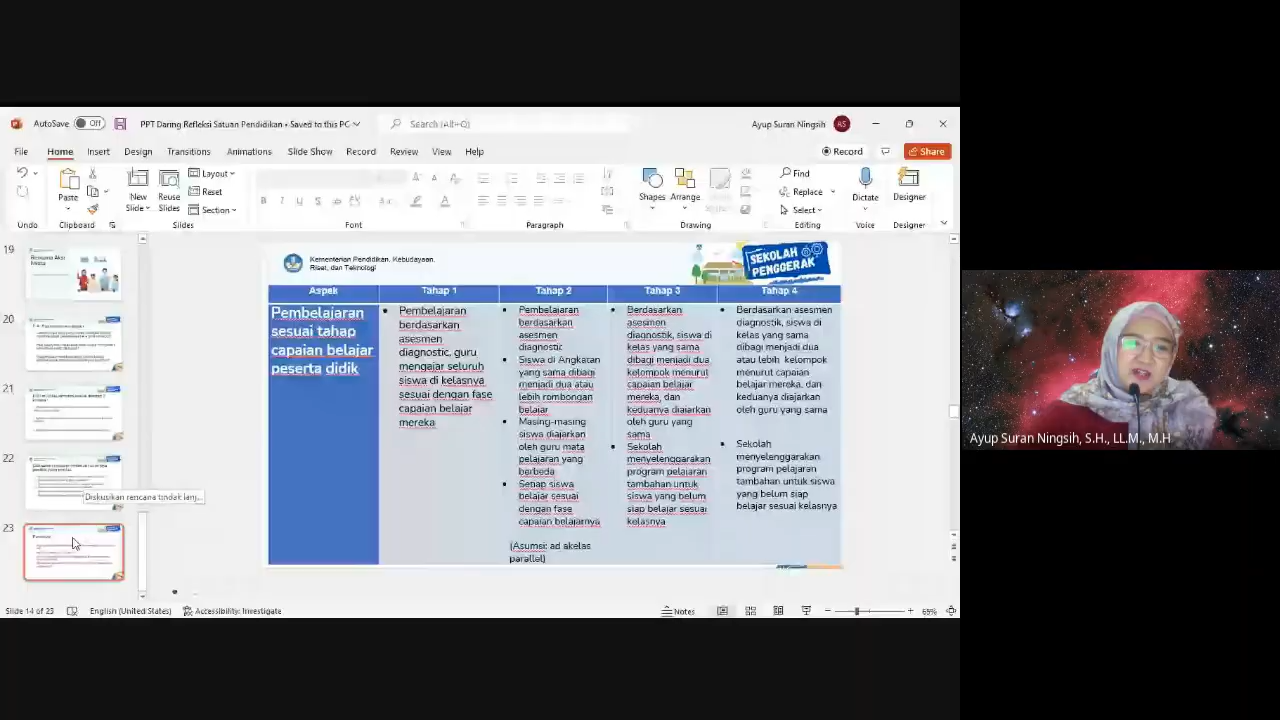 AutoSave Off PPT Daring Refleksi Satuan Pendidikan • Saved to this PC Search (Alt+Q) Ayup Suran Ningsih AS
File Home Insert Design Transitions Animations Slide Show Record Review View Help Record Share
Paste
New Slide
Reuse Slides
Layout
Reset
Section
Shapes
Arrange
Find
Replace
Select
Dictate
Designer
Undo Clipboard Slides Font Paragraph Drawing Editing Voice Designer
19
20
21
22
Diskusikan rencana tindak lanj...
23
Kementerian Pendidikan, Kebudayaan,
Riset, dan Teknologi
SEKOLAH
PENGGERAK
Aspek Tahap 1 Tahap 2 Tahap 3 Tahap 4
Pembelajaran
sesuai tahap
capaian belajar
peserta didik
• Pembelajaran
berdasarkan
asesmen
diagnostic, guru
mengajar seluruh
siswa di kelasnya
sesuai dengan fase
capaian belajar
mereka
• Pembelajaran
berdasarkan
asesmen
diagnostic
• Siswa di Angkatan
yang sama dibagi
menjadi dua atau
lebih rombongan
belajar
• Masing-masing
siswa diajarkan
oleh guru mata
pelajaran yang
berbeda
• Setiap siswa
belajar sesuai
dengan fase
capaian belajarnya
(Asumsi: ad akelas
parallel)
• Berdasarkan
asesmen
diagnostik, siswa di
kelas yang sama
dibagi menjadi dua
kelompok menurut
capaian belajar
mereka, dan
keduanya diajarkan
oleh guru yang
sama
• Sekolah
menyelenggarakan
program pelajaran
tambahan untuk
siswa yang belum
siap belajar sesuai
kelasnya
• Berdasarkan asesmen
diagnostik, siswa di
kelas yang sama
dibagi menjadi dua
atau lebih kelompok
menurut capaian
belajar mereka, dan
keduanya diajarkan
oleh guru yang sama
• Sekolah
menyelenggarakan
program pelajaran
tambahan untuk siswa
yang belum siap
belajar sesuai kelasnya
Slide 14 of 23 English (United States) Accessibility: Investigate Notes 69%
Ayup Suran Ningsih, S.H., LL.M., M.H